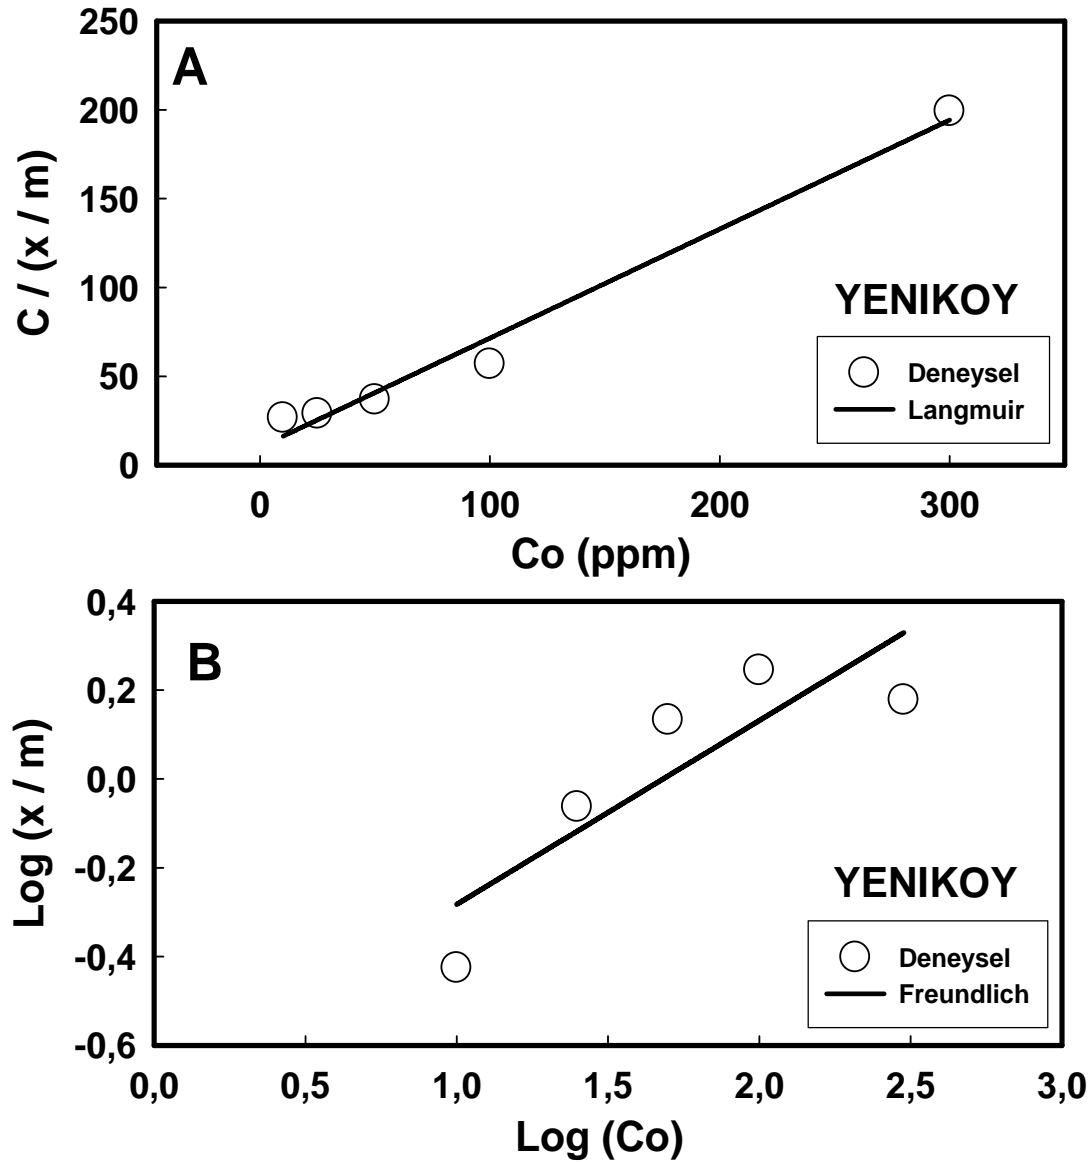 250
A
200
150
100
50
0
C / (x / m)
YENIKOY
Deneysel
Langmuir
0 100 200 300
Co (ppm)
0,4
B
0,2
0,0
-0,2
-0,4
-0,6
Log (x / m)
YENIKOY
Deneysel
Freundlich
0,0 0,5 1,0 1,5 2,0 2,5 3,0
Log (Co)